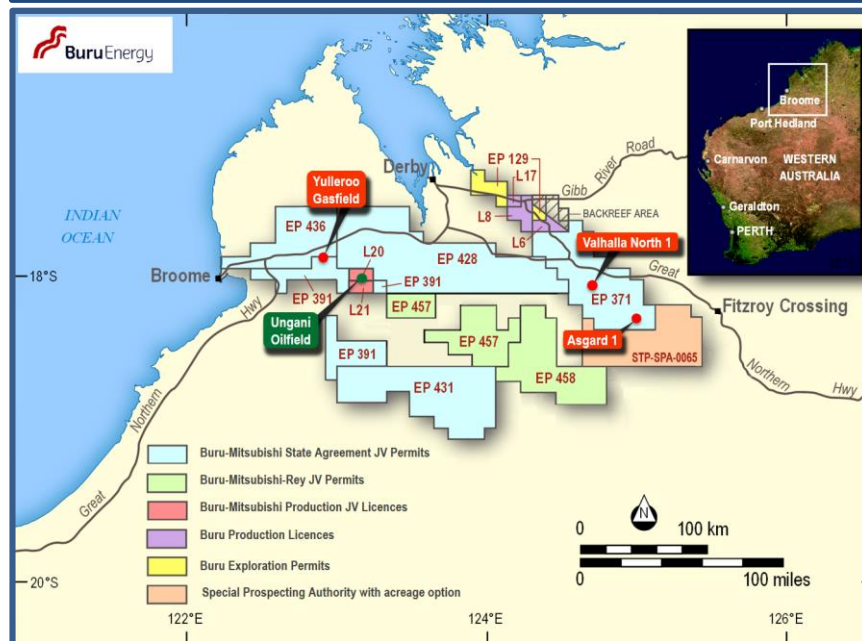 BuruEnergy
Broome
Port Hedland
Carnarvon
WESTERN
AUSTRALIA
Geraldton
PERTH
EP 129
L17
Gibb
River
Road
Derby
Yulleroo
Gasfield
L8
L6
BACKREEF AREA
INDIAN
OCEAN
EP 436
Valhalla North 1
L20
EP 428
18°S
Broome
EP 391
EP 391
Great
EP 371
L21
EP 457
Fitzroy Crossing
Hwy
Ungani
Oilfield
EP 457
Asgard 1
EP 391
STP-SPA-0065
EP 458
EP 431
Northern
Hwy
Northern
Great
Buru-Mitsubishi State Agreement JV Permits
Buru-Mitsubishi-Rey JV Permits
Buru-Mitsubishi Production JV Licences
Buru Production Licences
Buru Exploration Permits
Special Prospecting Authority with acreage option
N
0 100 km
0 100 miles
20°S
122°E
124°E
126°E